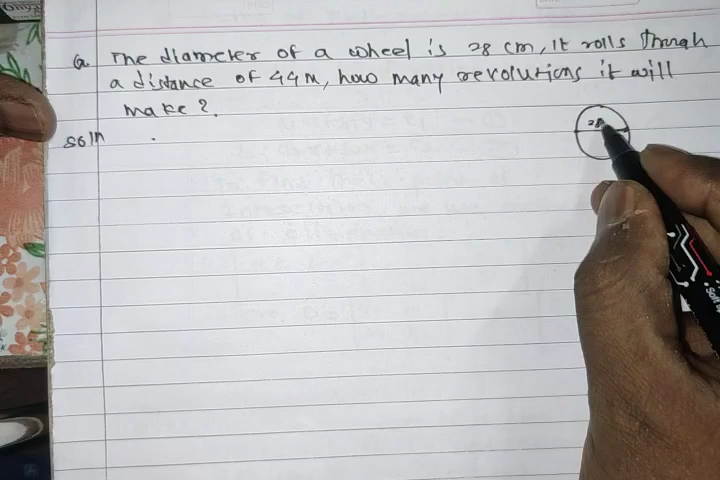 Q The diameter of a wheel is 28 cm, it rolls through
a distance of 44 m, how many revolutions it will
make?
Soln
28